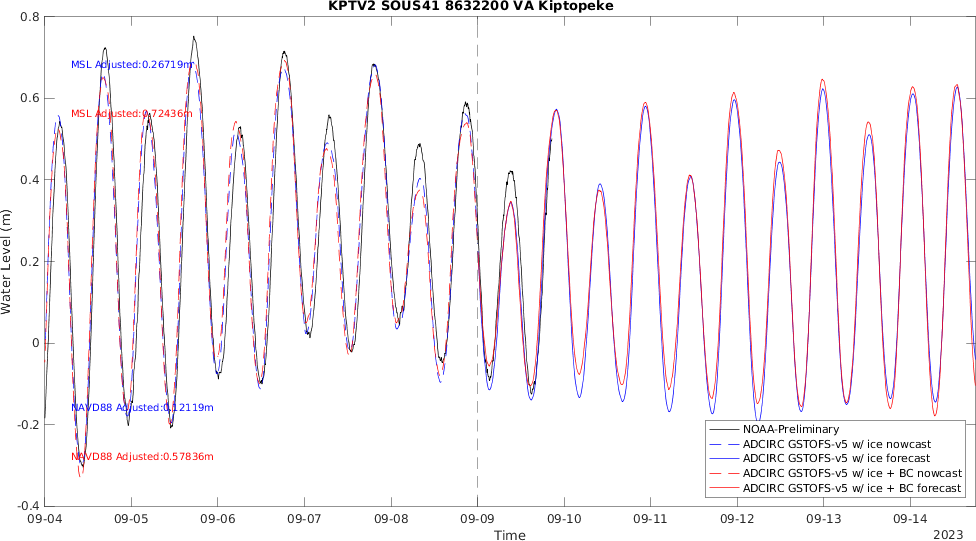 KPTV2 SOUS41 8632200 VA Kiptopeke
0.8
MSL Adjusted:0.26719m
0.6
MSL Adjusted:0.72436m
0.4
0.2
Water Level (m)
0
NAVD88 Adjusted:0.12119m
-0.2
NAVD88 Adjusted:0.57836m
-0.4
NOAA-Preliminary
ADCIRC GSTOFS-v5 w/ ice nowcast
ADCIRC GSTOFS-v5 w/ ice forecast
ADCIRC GSTOFS-v5 w/ ice + BC nowcast
ADCIRC GSTOFS-v5 w/ ice + BC forecast
09-04 09-05 09-06 09-07 09-08 09-09 09-10 09-11 09-12 09-13 09-14
Time
2023